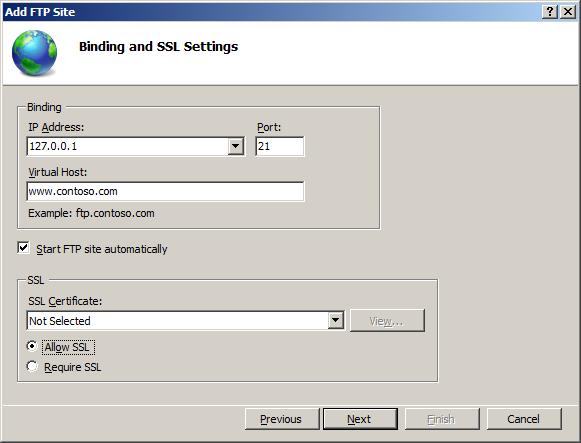 Add FTP Site
Binding and SSL Settings
Binding
IP Address:
Port:
127.0.0.1
21
Virtual Host:
www.contoso.com
Example: ftp.contoso.com
Start FTP site automatically
SSL
SSL Certificate:
Not Selected
View...
Allow SSL
Require SSL
Previous
Next
Finish
Cancel